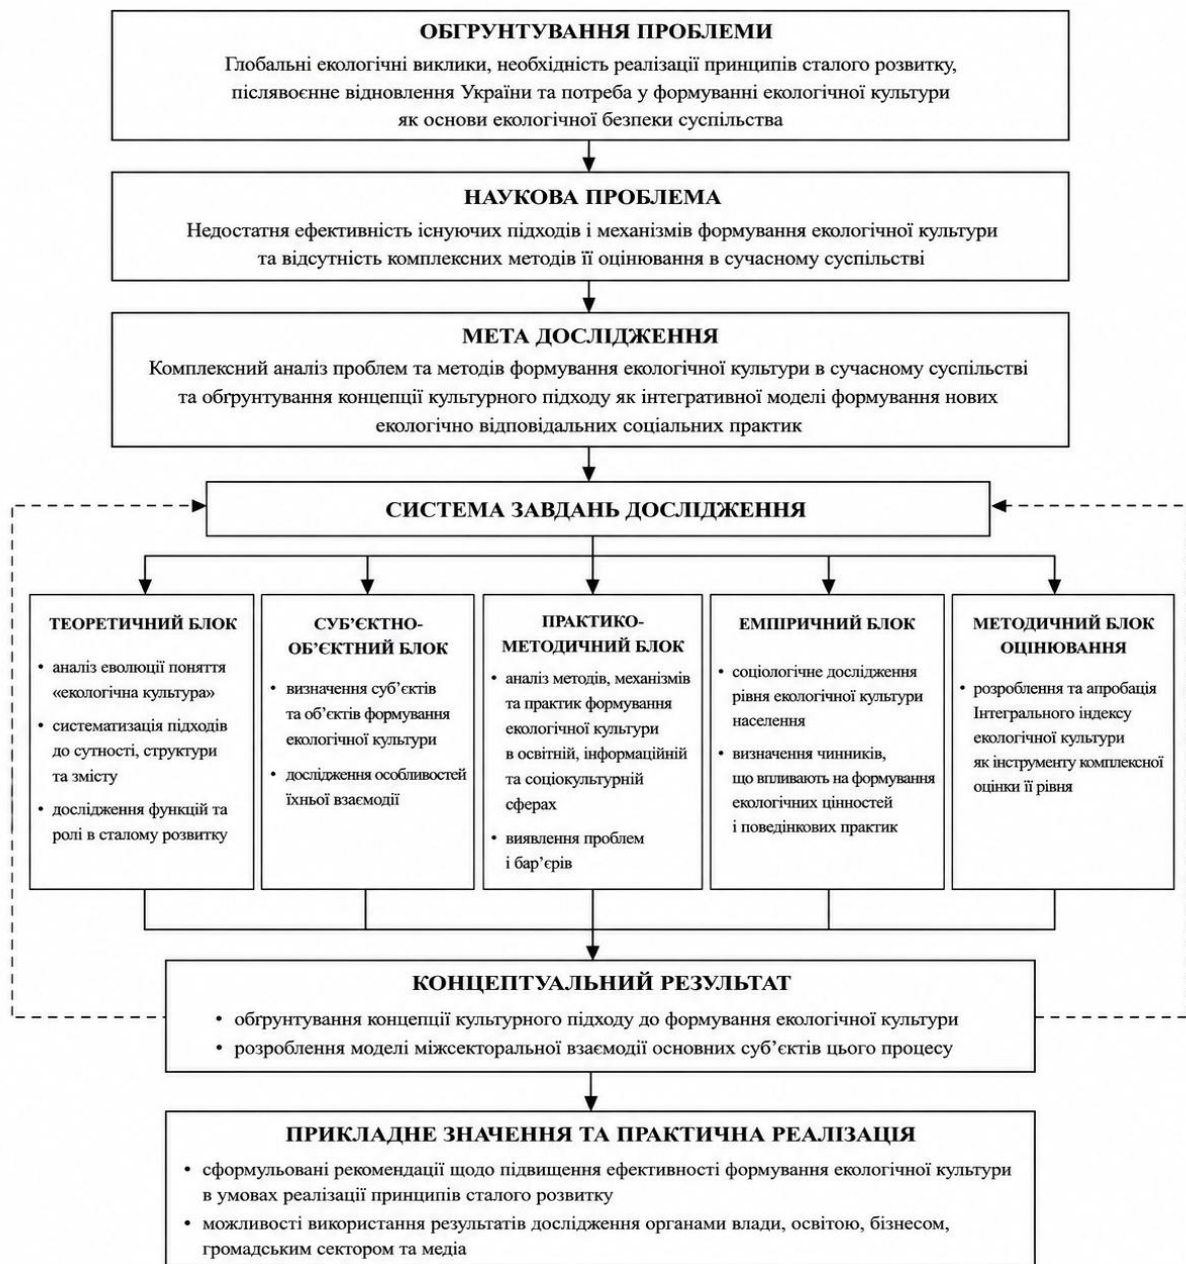 ОБГРУНТУВАННЯ ПРОБЛЕМИ
Глобальні екологічні виклики, необхідність реалізації принципів сталого розвитку,
післявоєнне відновлення України та потреба у формуванні екологічної культури
як основи екологічної безпеки суспільства
НАУКОВА ПРОБЛЕМА
Недостатня ефективність існуючих підходів і механізмів формування екологічної культури
та відсутність комплексних методів її оцінювання в сучасному суспільстві
МЕТА ДОСЛІДЖЕННЯ
Комплексний аналіз проблем та методів формування екологічної культури в сучасному суспільстві
та обґрунтування концепції культурного підходу як інтегративної моделі формування нових
екологічно відповідальних соціальних практик
СИСТЕМА ЗАВДАНЬ ДОСЛІДЖЕННЯ
ТЕОРЕТИЧНИЙ БЛОК
• аналіз еволюції поняття
«екологічна культура»
• систематизація підходів
до сутності, структури
та змісту
• дослідження функцій та
ролі в сталому розвитку
СУБ’ЄКТНО-
ОБ’ЄКТНИЙ БЛОК
• визначення суб’єктів
та об’єктів формування
екологічної культури
• дослідження особливостей
їхньої взаємодії
ПРАКТИКО-
МЕТОДИЧНИЙ БЛОК
• аналіз методів, механізмів
та практик формування
екологічної культури
в освітній, інформаційній
та соціокультурній
сферах
• виявлення проблем
і бар’єрів
ЕМПІРИЧНИЙ БЛОК
• соціологічне дослідження
рівня екологічної культури
населення
• визначення чинників,
що впливають на формування
екологічних цінностей
і поведінкових практик
МЕТОДИЧНИЙ БЛОК
ОЦІНЮВАННЯ
• розроблення та апробація
Інтегрального індексу
екологічної культури
як інструменту комплексної
оцінки її рівня
КОНЦЕПТУАЛЬНИЙ РЕЗУЛЬТАТ
• обґрунтування концепції культурного підходу до формування екологічної культури
• розроблення моделі міжсекторальної взаємодії основних суб’єктів цього процесу
ПРИКЛАДНЕ ЗНАЧЕННЯ ТА ПРАКТИЧНА РЕАЛІЗАЦІЯ
• сформульовані рекомендації щодо підвищення ефективності формування екологічної культури
в умовах реалізації принципів сталого розвитку
• можливості використання результатів дослідження органами влади, освітою, бізнесом,
громадським сектором та медіа